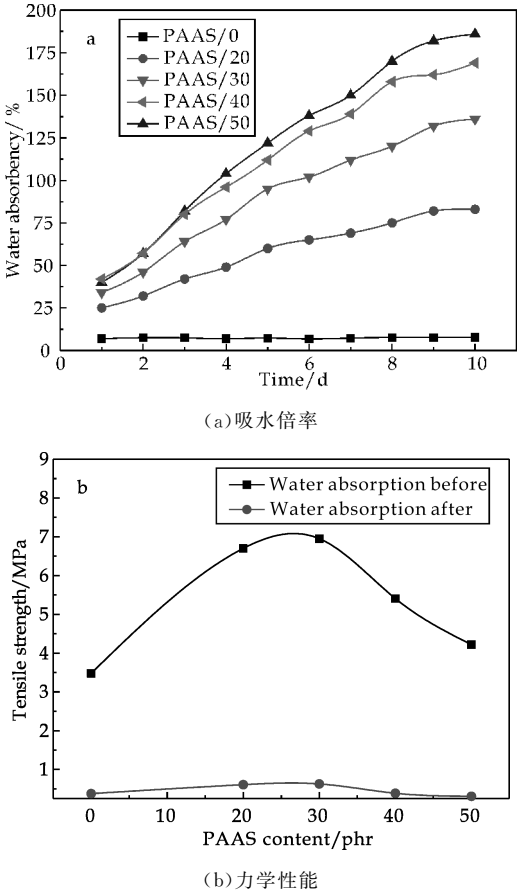 a
PAAS/0
PAAS/20
PAAS/30
PAAS/40
PAAS/50
Water absorbency/%
200
175
150
125
100
75
50
25
0
0 2 4 6 8 10
Time/d
(a)吸水倍率
b
Water absorption before
Water absorption after
Tensile strength/MPa
9
8
7
6
5
4
3
2
1
0 10 20 30 40 50
PAAS content/phr
(b)力学性能